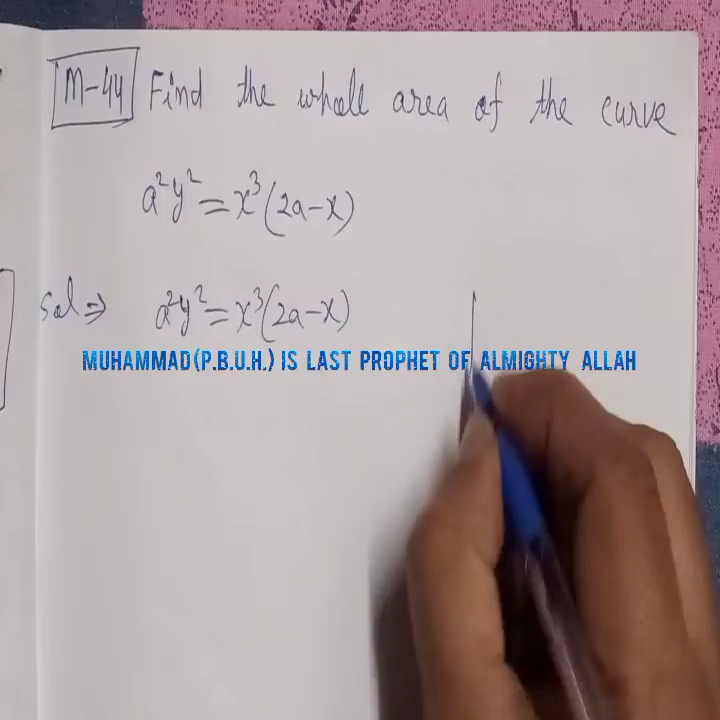 M-44 Find the whole area of the curve
a²y² = x³(2a-x)
Sol ⇒ a²y² = x³(2a-x)
MUHAMMAD(P.B.U.H.) IS LAST PROPHET OF ALMIGHTY ALLAH